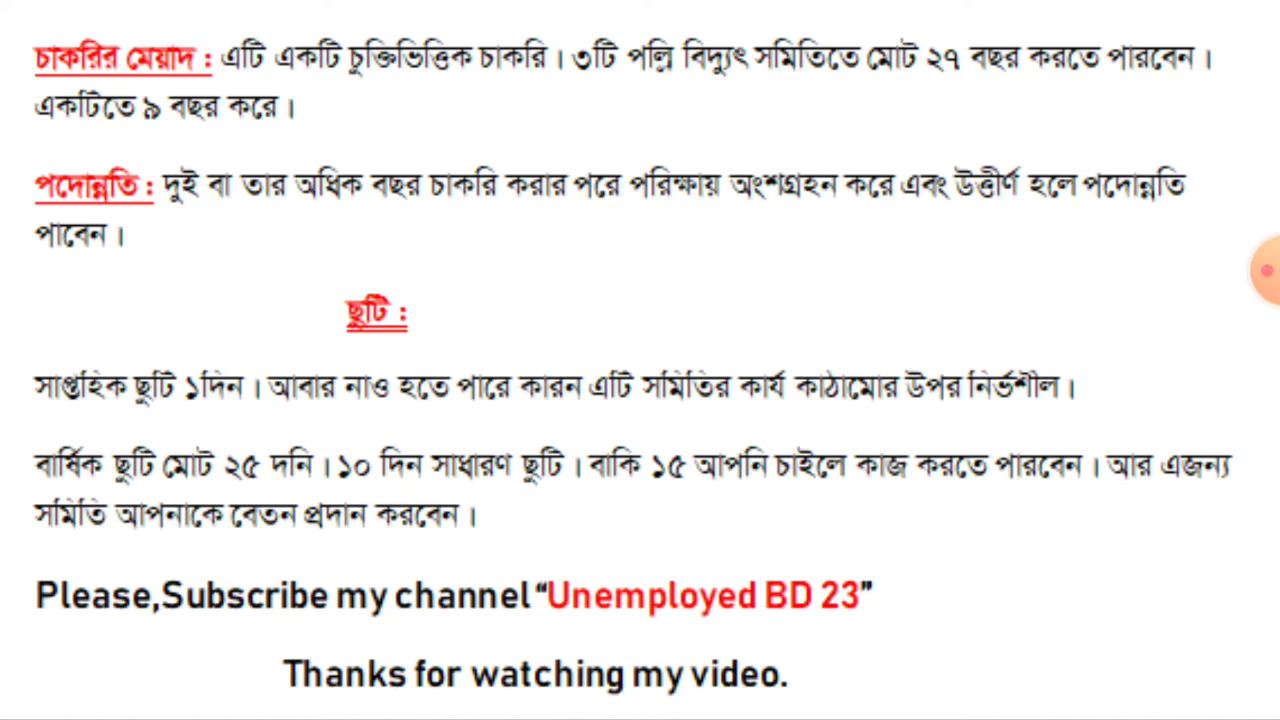 চাকরির মেয়াদ : এটি একটি চুক্তিভিত্তিক চাকরি। ৩টি পল্লি বিদ্যুৎ সমিতিতে মোট ২৭ বছর করতে পারবেন।
একটিতে ৯ বছর করে।
পদোন্নতি : দুই বা তার অধিক বছর চাকরি করার পরে পরিক্ষায় অংশগ্রহন করে এবং উত্তীর্ণ হলে পদোন্নতি
পাবেন।
ছুটি :
সাপ্তহিক ছুটি ১দিন। আবার নাও হতে পারে কারন এটি সমিতির কার্য কাঠামোর উপর নির্ভশীল।
বার্ষিক ছুটি মোট ২৫ দনি। ১০ দিন সাধারণ ছুটি। বাকি ১৫ আপনি চাইলে কাজ করতে পারবেন। আর এজন্য
সমিতি আপনাকে বেতন প্রদান করবেন।
Please,Subscribe my channel “Unemployed BD 23”
Thanks for watching my video.